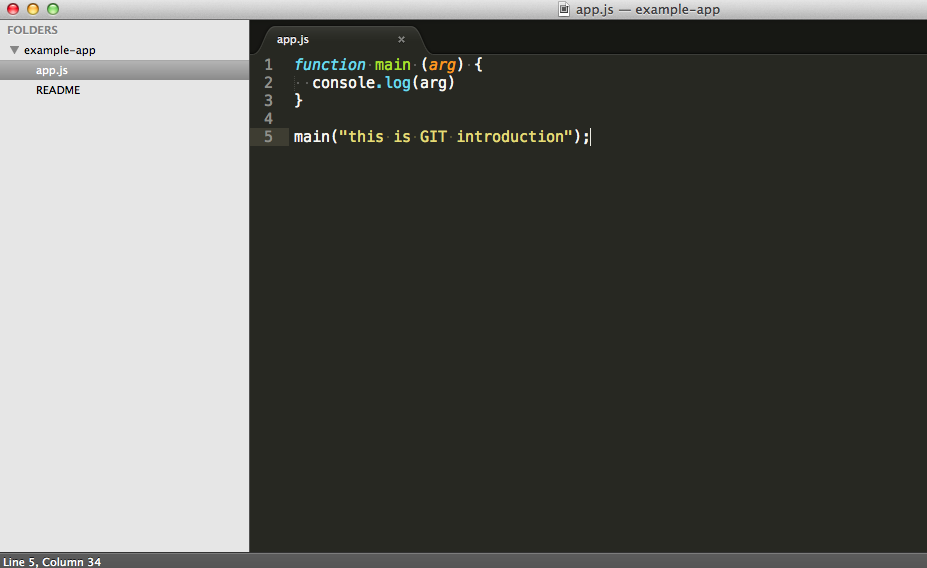 app.js — example-app
FOLDERS
example-app
app.js
README
app.js
1 function main (arg) {
2   console.log(arg)
3 }
4
5 main("this is GIT introduction");
Line 5, Column 34